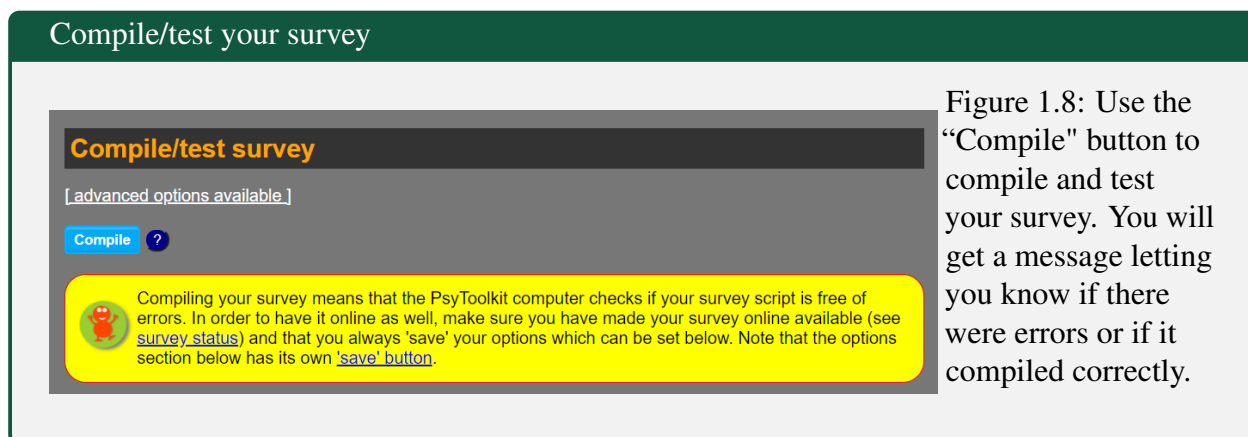 Compile/test your survey
Compile/test survey
[ advanced options available ]
Compile ?
Compiling your survey means that the PsyToolkit computer checks if your survey script is free of
errors. In order to have it online as well, make sure you have made your survey online available (see
survey status) and that you always 'save' your options which can be set below. Note that the options
section below has its own 'save' button.
Figure 1.8: Use the
“Compile" button to
compile and test
your survey. You will
get a message letting
you know if there
were errors or if it
compiled correctly.